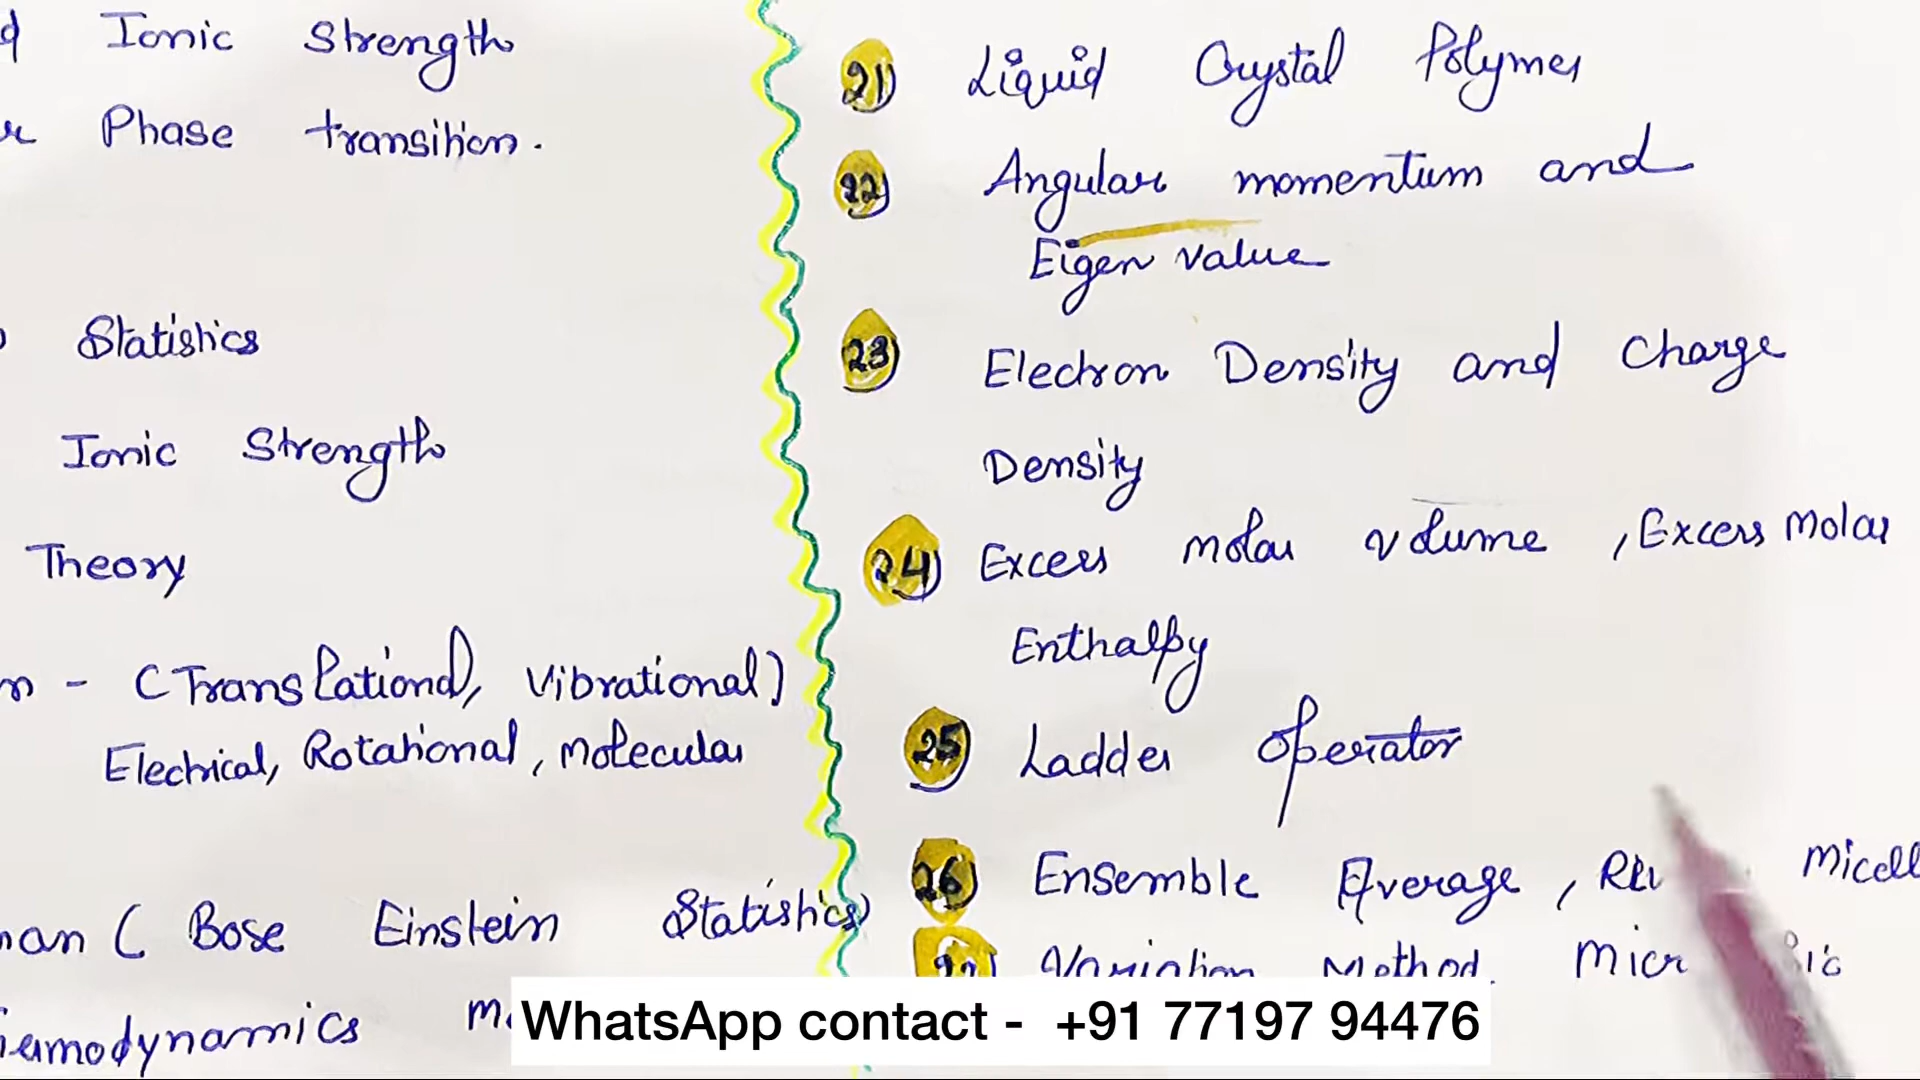 Ionic Strength
Phase transition.
Statistics
Ionic Strength
Theory
- (Translational, Vibrational)
Electrical, Rotational, Molecular
( Bose Einstein Statistics)
21) Liquid Crystal Polymer
22) Angular momentum and
Eigen value
23) Electron Density and Charge
Density
24) Excess molar volume , Excess Molar
Enthalpy
25) Ladder Operator
26) Ensemble Average ,
Variation Method
WhatsApp contact - +91 77197 94476